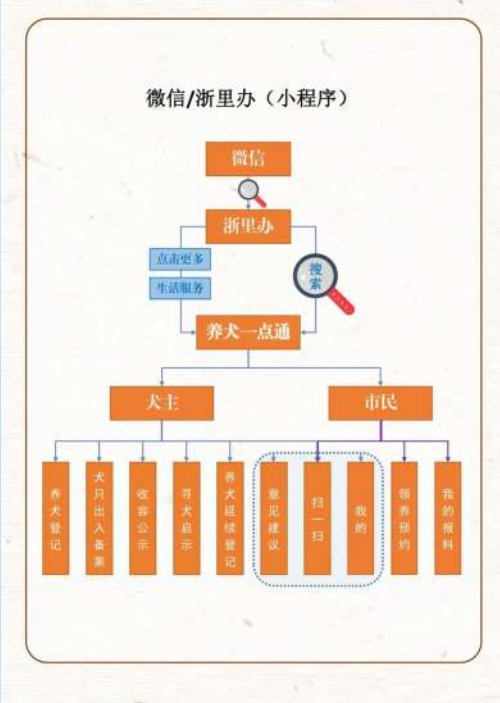 微信/浙里办（小程序）
微信
浙里办
点击更多
生活服务
搜索
养犬一点通
犬主
市民
养犬登记
犬只出入备案
收容公示
寻犬启示
养犬延续登记
意见建议
扫一扫
我的
领养预约
我的报料